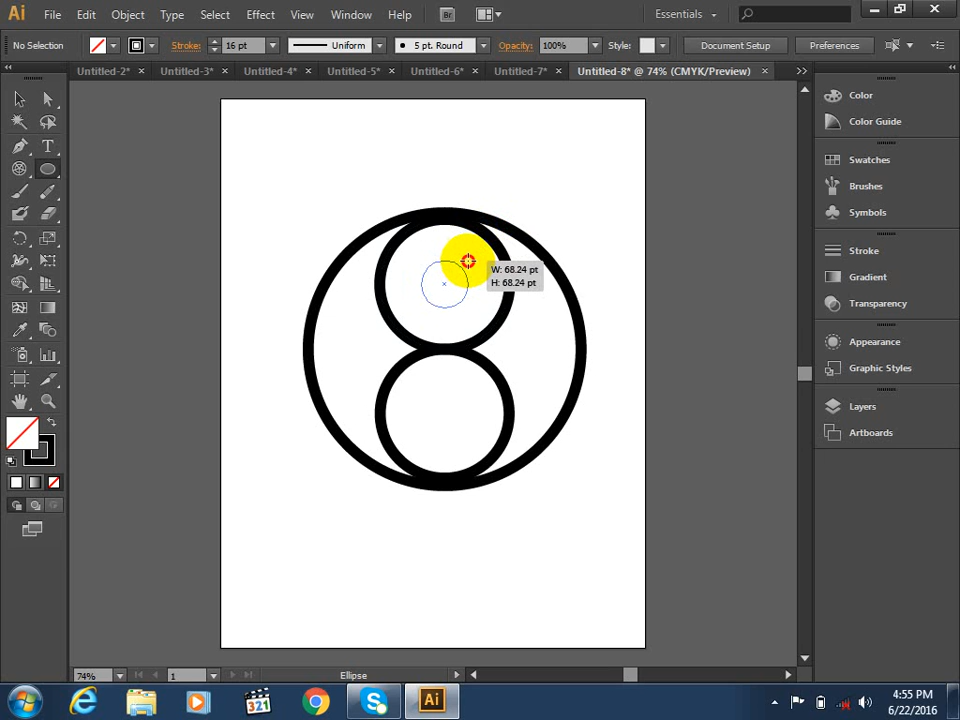 Ai File Edit Object Type Select Effect View Window Help Br Essentials
No Selection Stroke: 16 pt Uniform 5 pt. Round Opacity: 100% Style: Document Setup Preferences
Untitled-2* × Untitled-3* × Untitled-4* × Untitled-5* × Untitled-6* × Untitled-7* × Untitled-8* @ 74% (CMYK/Preview) ×
Color
Color Guide
Swatches
Brushes
Symbols
Stroke
Gradient
Transparency
Appearance
Graphic Styles
Layers
Artboards
W: 68.24 pt
H: 68.24 pt
74% 1 Ellipse
321
Ai
4:55 PM
6/22/2016